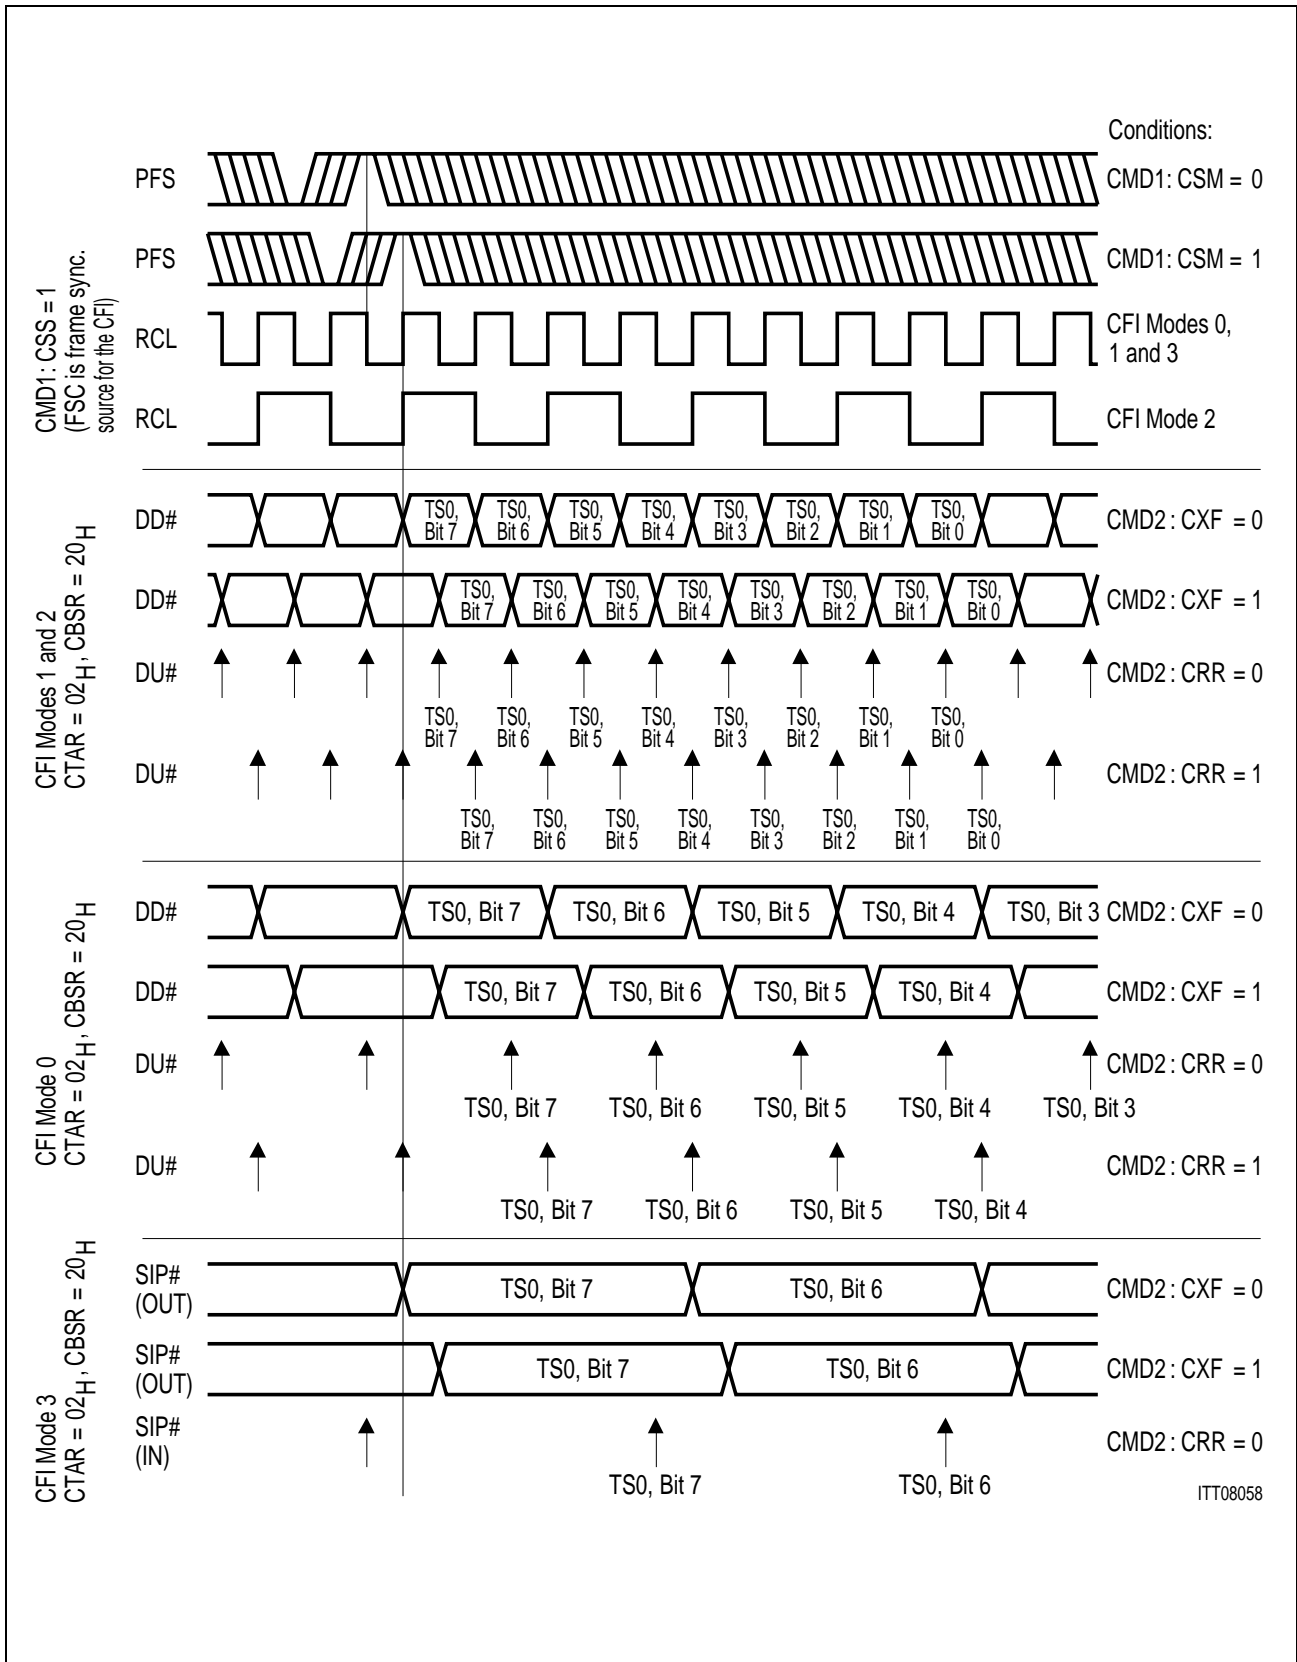 Conditions:
PFS
CMD1: CSM = 0
PFS
CMD1: CSM = 1
CMD1: CSS = 1
(FSC is frame sync.
source for the CFI)
RCL
CFI Modes 0,
1 and 3
RCL
CFI Mode 2
CFI Modes 1 and 2
CTAR = 02H, CBSR = 20H
DD#
TS0, Bit 7 TS0, Bit 6 TS0, Bit 5 TS0, Bit 4 TS0, Bit 3 TS0, Bit 2 TS0, Bit 1 TS0, Bit 0
CMD2: CXF = 0
DD#
TS0, Bit 7 TS0, Bit 6 TS0, Bit 5 TS0, Bit 4 TS0, Bit 3 TS0, Bit 2 TS0, Bit 1 TS0, Bit 0
CMD2: CXF = 1
DU#
CMD2: CRR = 0
TS0, Bit 7 TS0, Bit 6 TS0, Bit 5 TS0, Bit 4 TS0, Bit 3 TS0, Bit 2 TS0, Bit 1 TS0, Bit 0
DU#
CMD2: CRR = 1
TS0, Bit 7 TS0, Bit 6 TS0, Bit 5 TS0, Bit 4 TS0, Bit 3 TS0, Bit 2 TS0, Bit 1 TS0, Bit 0
CFI Mode 0
CTAR = 02H, CBSR = 20H
DD#
TS0, Bit 7 TS0, Bit 6 TS0, Bit 5 TS0, Bit 4 TS0, Bit 3
CMD2: CXF = 0
DD#
TS0, Bit 7 TS0, Bit 6 TS0, Bit 5 TS0, Bit 4
CMD2: CXF = 1
DU#
CMD2: CRR = 0
TS0, Bit 7 TS0, Bit 6 TS0, Bit 5 TS0, Bit 4 TS0, Bit 3
DU#
CMD2: CRR = 1
TS0, Bit 7 TS0, Bit 6 TS0, Bit 5 TS0, Bit 4
CFI Mode 3
CTAR = 02H, CBSR = 20H
SIP#
(OUT)
TS0, Bit 7 TS0, Bit 6
CMD2: CXF = 0
SIP#
(OUT)
TS0, Bit 7 TS0, Bit 6
CMD2: CXF = 1
SIP#
(IN)
CMD2: CRR = 0
TS0, Bit 7 TS0, Bit 6
ITT08058